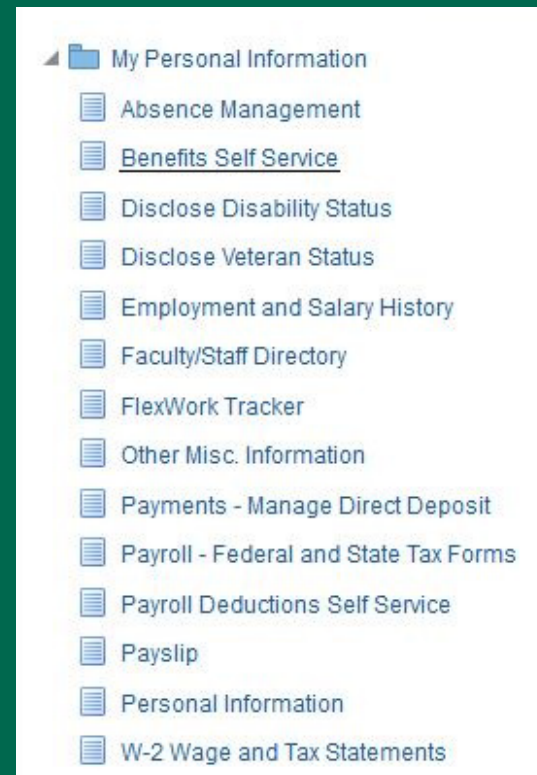 My Personal Information
Absence Management
Benefits Self Service
Disclose Disability Status
Disclose Veteran Status
Employment and Salary History
Faculty/Staff Directory
FlexWork Tracker
Other Misc. Information
Payments - Manage Direct Deposit
Payroll - Federal and State Tax Forms
Payroll Deductions Self Service
Payslip
Personal Information
W-2 Wage and Tax Statements